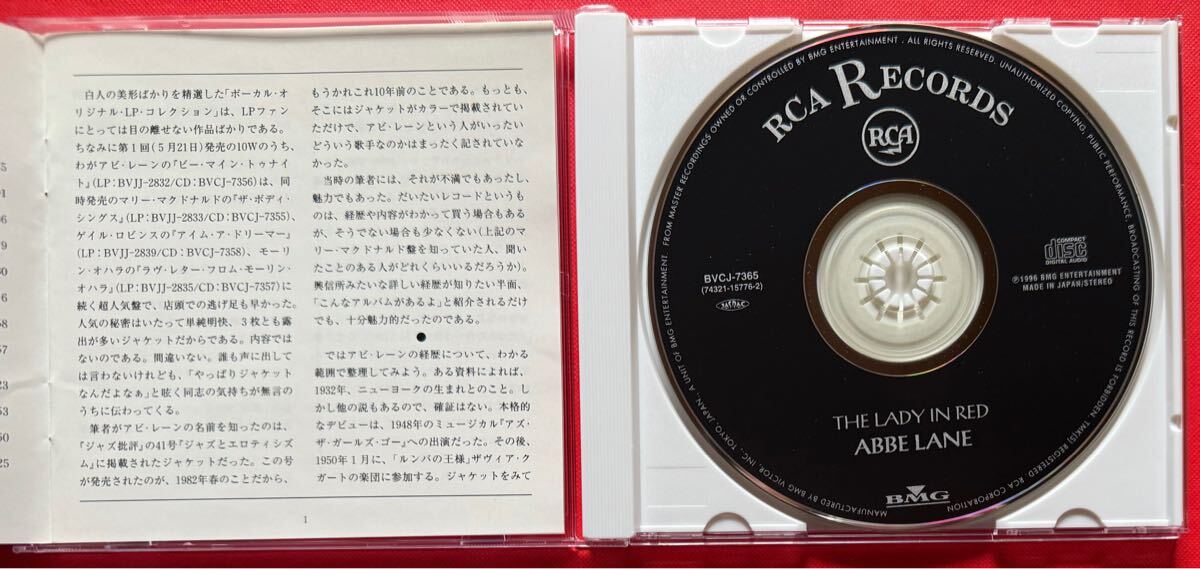 白人の美形ばかりを精選した「ボーカル・オ
リジナル・LP・コレクション」は、LPファン
にとっては目の離せない作品ばかりである。
ちなみに第1回(5月21日)発売の10Wのうち、
わがアビ・レーンの『ビー・マイン・トゥナイ
ト』(LP:BVJJ-2832/CD:BVCJ-7356)は、同
時発売のマリー・マクドナルドの『ザ・ボディ・
シングス』(LP:BVJJ-2833/CD:BVCJ-7355)、
ゲイル・ロビンスの『アイム・ア・ドリーマー』
(LP:BVJJ-2839/CD:BVCJ-7358)、モーリ
ン・オハラの『ラヴ・レター・フロム・モーリン・
オハラ』(LP:BVJJ-2835/CD:BVCJ-7357)に
続く超人気盤で、店頭での逃げ足も早かった。
人気の秘密はいたって単純明快、3枚とも露
出が多いジャケットだからである。内容では
ないのである。間違いない。誰も声に出して
は言わないけれども、「やっぱりジャケット
なんだよなぁ」と呟く同志の気持ちが無言の
うちに伝わってくる。
筆者がアビ・レーンの名前を知ったのは、
『ジャズ批評』の41号「ジャズとエロティシズ
ム」に掲載されたジャケットだった。この号
が発売されたのが、1982年春のことだから、
もうかれこれ10年前のことである。もっとも、
そこにはジャケットがカラーで掲載されてい
ただけで、アビ・レーンという人がいったい
どういう歌手なのかはまったく記されていな
かった。
当時の筆者には、それが不満でもあったし、
魅力でもあった。だいたいレコードというも
のは、経歴や内容がわかって買う場合もある
が、そうでない場合も少なくない(上記のマ
リー・マクドナルド盤を知っていた人、聞い
たことのある人がどれくらいいるだろうか)。
興信所みたいな詳しい経歴が知りたい半面、
「こんなアルバムがあるよ」と紹介されるだけ
でも、十分魅力的だったのである。
●
ではアビ・レーンの経歴について、わかる
範囲で整理してみよう。ある資料によれば、
1932年、ニューヨークの生まれとのこと。し
かし他の説もあるので、確証はない。本格的
なデビューは、1948年のミュージカル『アズ・
ザ・ガールズ・ゴー』への出演だった。その後、
1950年1月に、「ルンバの王様」ザヴィア・ク
ガートの楽団に参加する。ジャケットをみて
1
RCA RECORDS
RCA
BVCJ-7365
(74321-15776-2)
COMPACT
disc
DIGITAL AUDIO
℗1996 BMG ENTERTAINMENT
MADE IN JAPAN/STEREO
THE LADY IN RED
ABBE LANE
BMG
MANUFACTURED BY BMG VICTOR, INC., TOKYO, JAPAN, A UNIT OF BMG ENTERTAINMENT. FROM MASTER RECORDINGS OWNED OR CONTROLLED BY BMG ENTERTAINMENT. ALL RIGHTS RESERVED. UNAUTHORIZED COPYING, PUBLIC PERFORMANCE, BROADCASTING OF THIS RECORD IS FORBIDDEN. TMK(S) REGISTERED. RCA CORPORATION